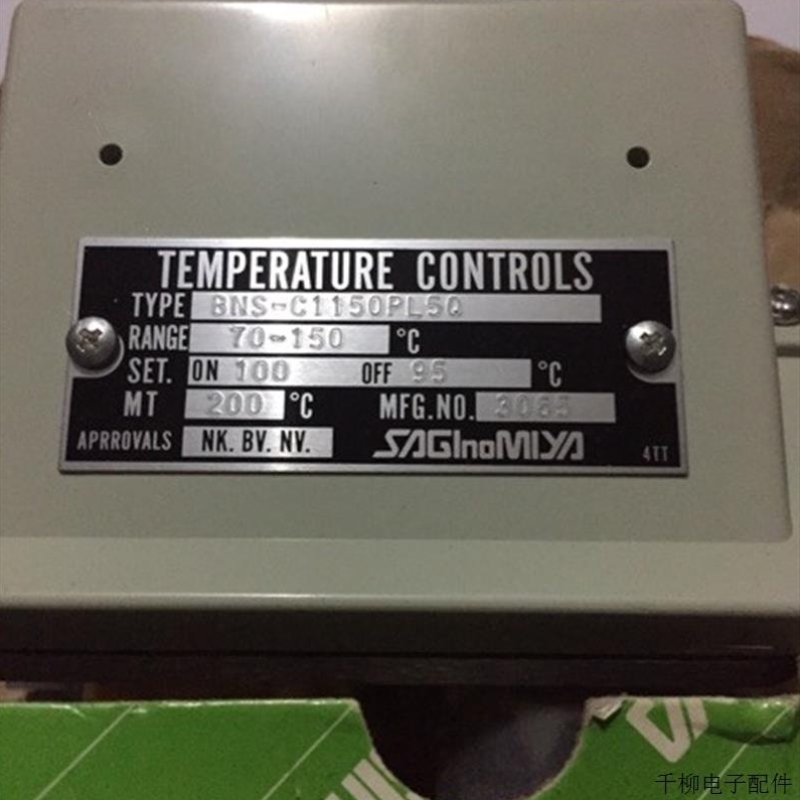 TEMPERATURE CONTROLS
TYPE BNS-C1150PL5Q
RANGE 70-150 °C
SET. ON 100 OFF 95 °C
MT 200 °C MFG.NO. 3065
APRROVALS NK. BV. NV. SAGInoMIYA 4TT
千柳电子配件